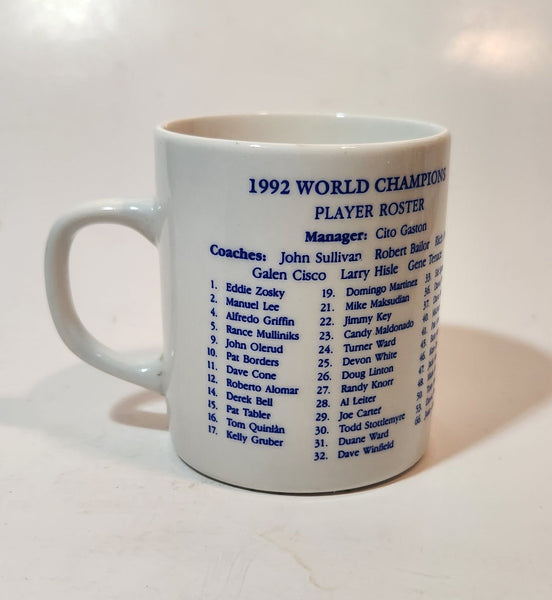 1992 WORLD CHAMPIONS
PLAYER ROSTER
Manager: Cito Gaston
Coaches: John Sullivan Robert Bailor
Galen Cisco Larry Hisle Gene Tenace
1. Eddie Zosky
2. Manuel Lee
4. Alfredo Griffin
5. Rance Mulliniks
9. John Olerud
10. Pat Borders
11. Dave Cone
12. Roberto Alomar
14. Derek Bell
15. Pat Tabler
16. Tom Quinlan
17. Kelly Gruber
19. Domingo Martinez
21. Mike Maksudian
22. Jimmy Key
23. Candy Maldonado
24. Turner Ward
25. Devon White
26. Doug Linton
27. Randy Knorr
28. Al Leiter
29. Joe Carter
30. Todd Stottlemyre
31. Duane Ward
32. Dave Winfield
33.